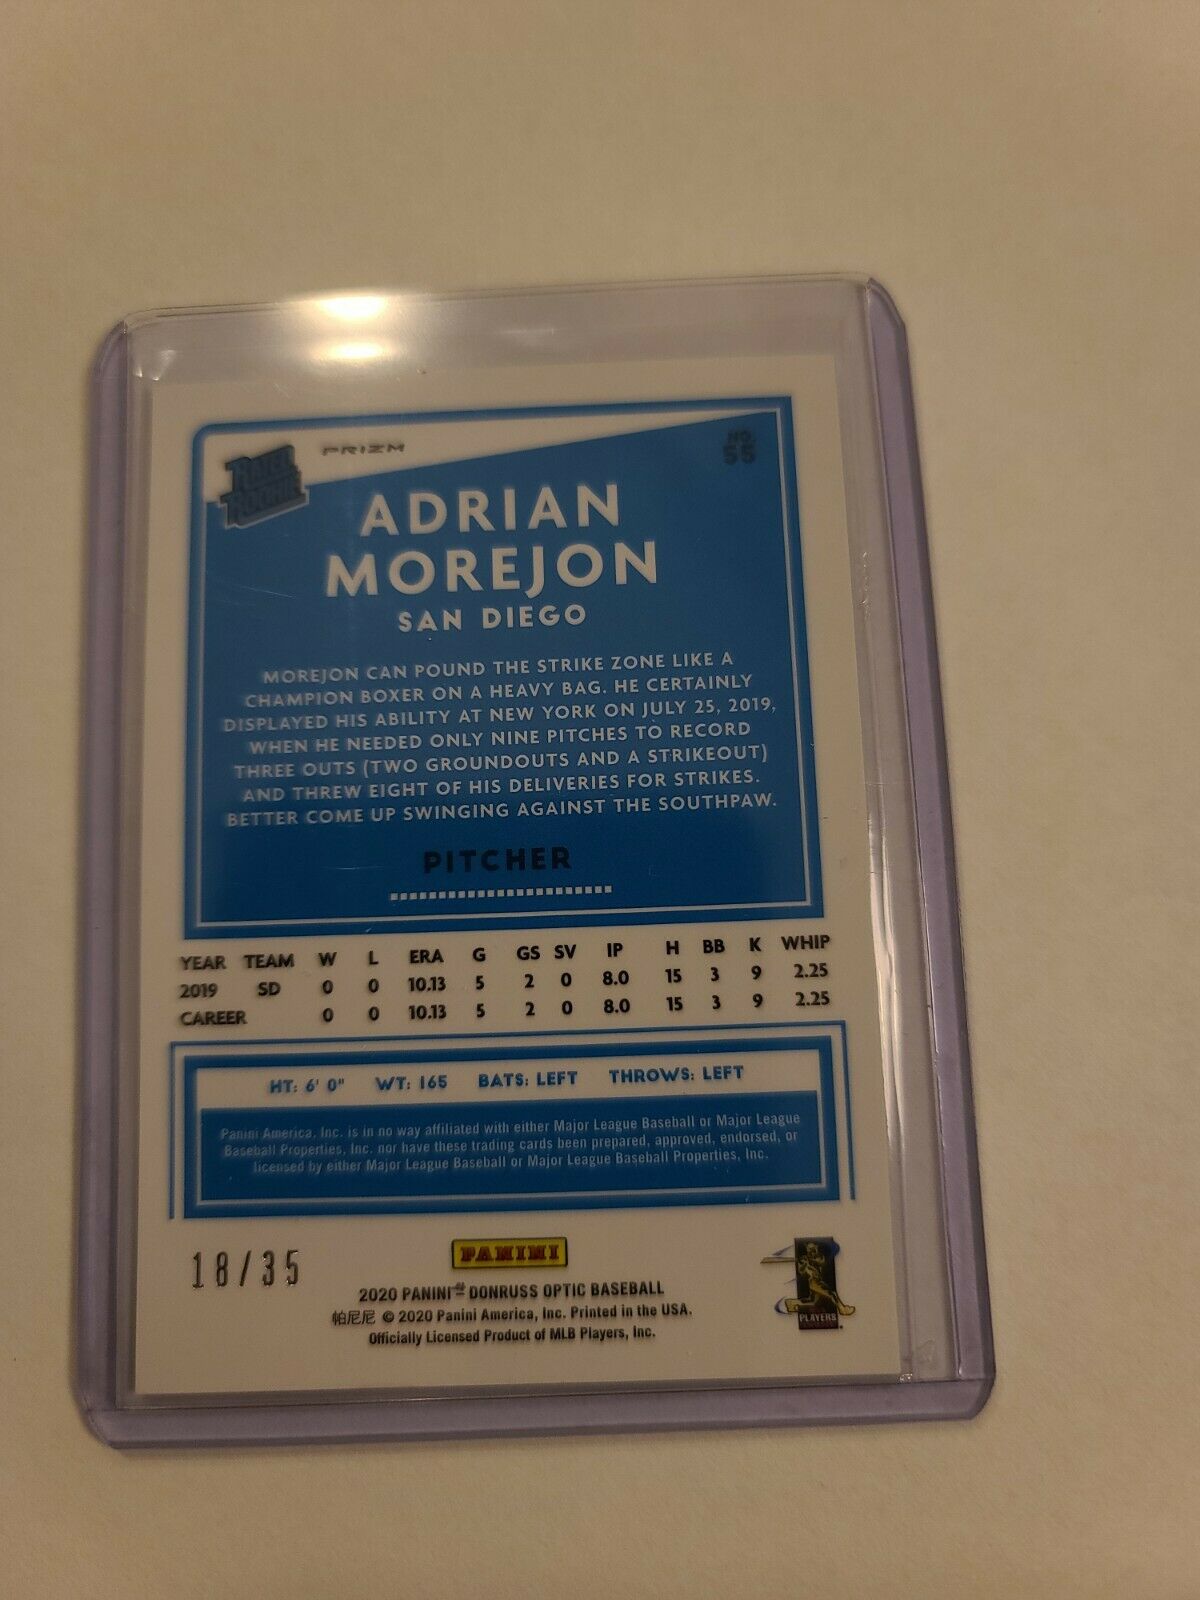 RATED ROOKIE
PRIZM
NO. 55
ADRIAN
MOREJON
SAN DIEGO
MOREJON CAN POUND THE STRIKE ZONE LIKE A
CHAMPION BOXER ON A HEAVY BAG. HE CERTAINLY
DISPLAYED HIS ABILITY AT NEW YORK ON JULY 25, 2019,
WHEN HE NEEDED ONLY NINE PITCHES TO RECORD
THREE OUTS (TWO GROUNDOUTS AND A STRIKEOUT)
AND THREW EIGHT OF HIS DELIVERIES FOR STRIKES.
BETTER COME UP SWINGING AGAINST THE SOUTHPAW.
PITCHER
YEAR TEAM W L ERA G GS SV IP H BB K WHIP
2019 SD 0 0 10.13 5 2 0 8.0 15 3 9 2.25
CAREER 0 0 10.13 5 2 0 8.0 15 3 9 2.25
HT: 6' 0" WT: 165 BATS: LEFT THROWS: LEFT
Panini America, Inc. is in no way affiliated with either Major League Baseball or Major League
Baseball Properties, Inc. nor have these trading cards been prepared, approved, endorsed, or
licensed by either Major League Baseball or Major League Baseball Properties, Inc.
18/35
PANINI
2020 PANINI - DONRUSS OPTIC BASEBALL
帕尼尼 © 2020 Panini America, Inc. Printed in the USA.
Officially Licensed Product of MLB Players, Inc.
PLAYERS